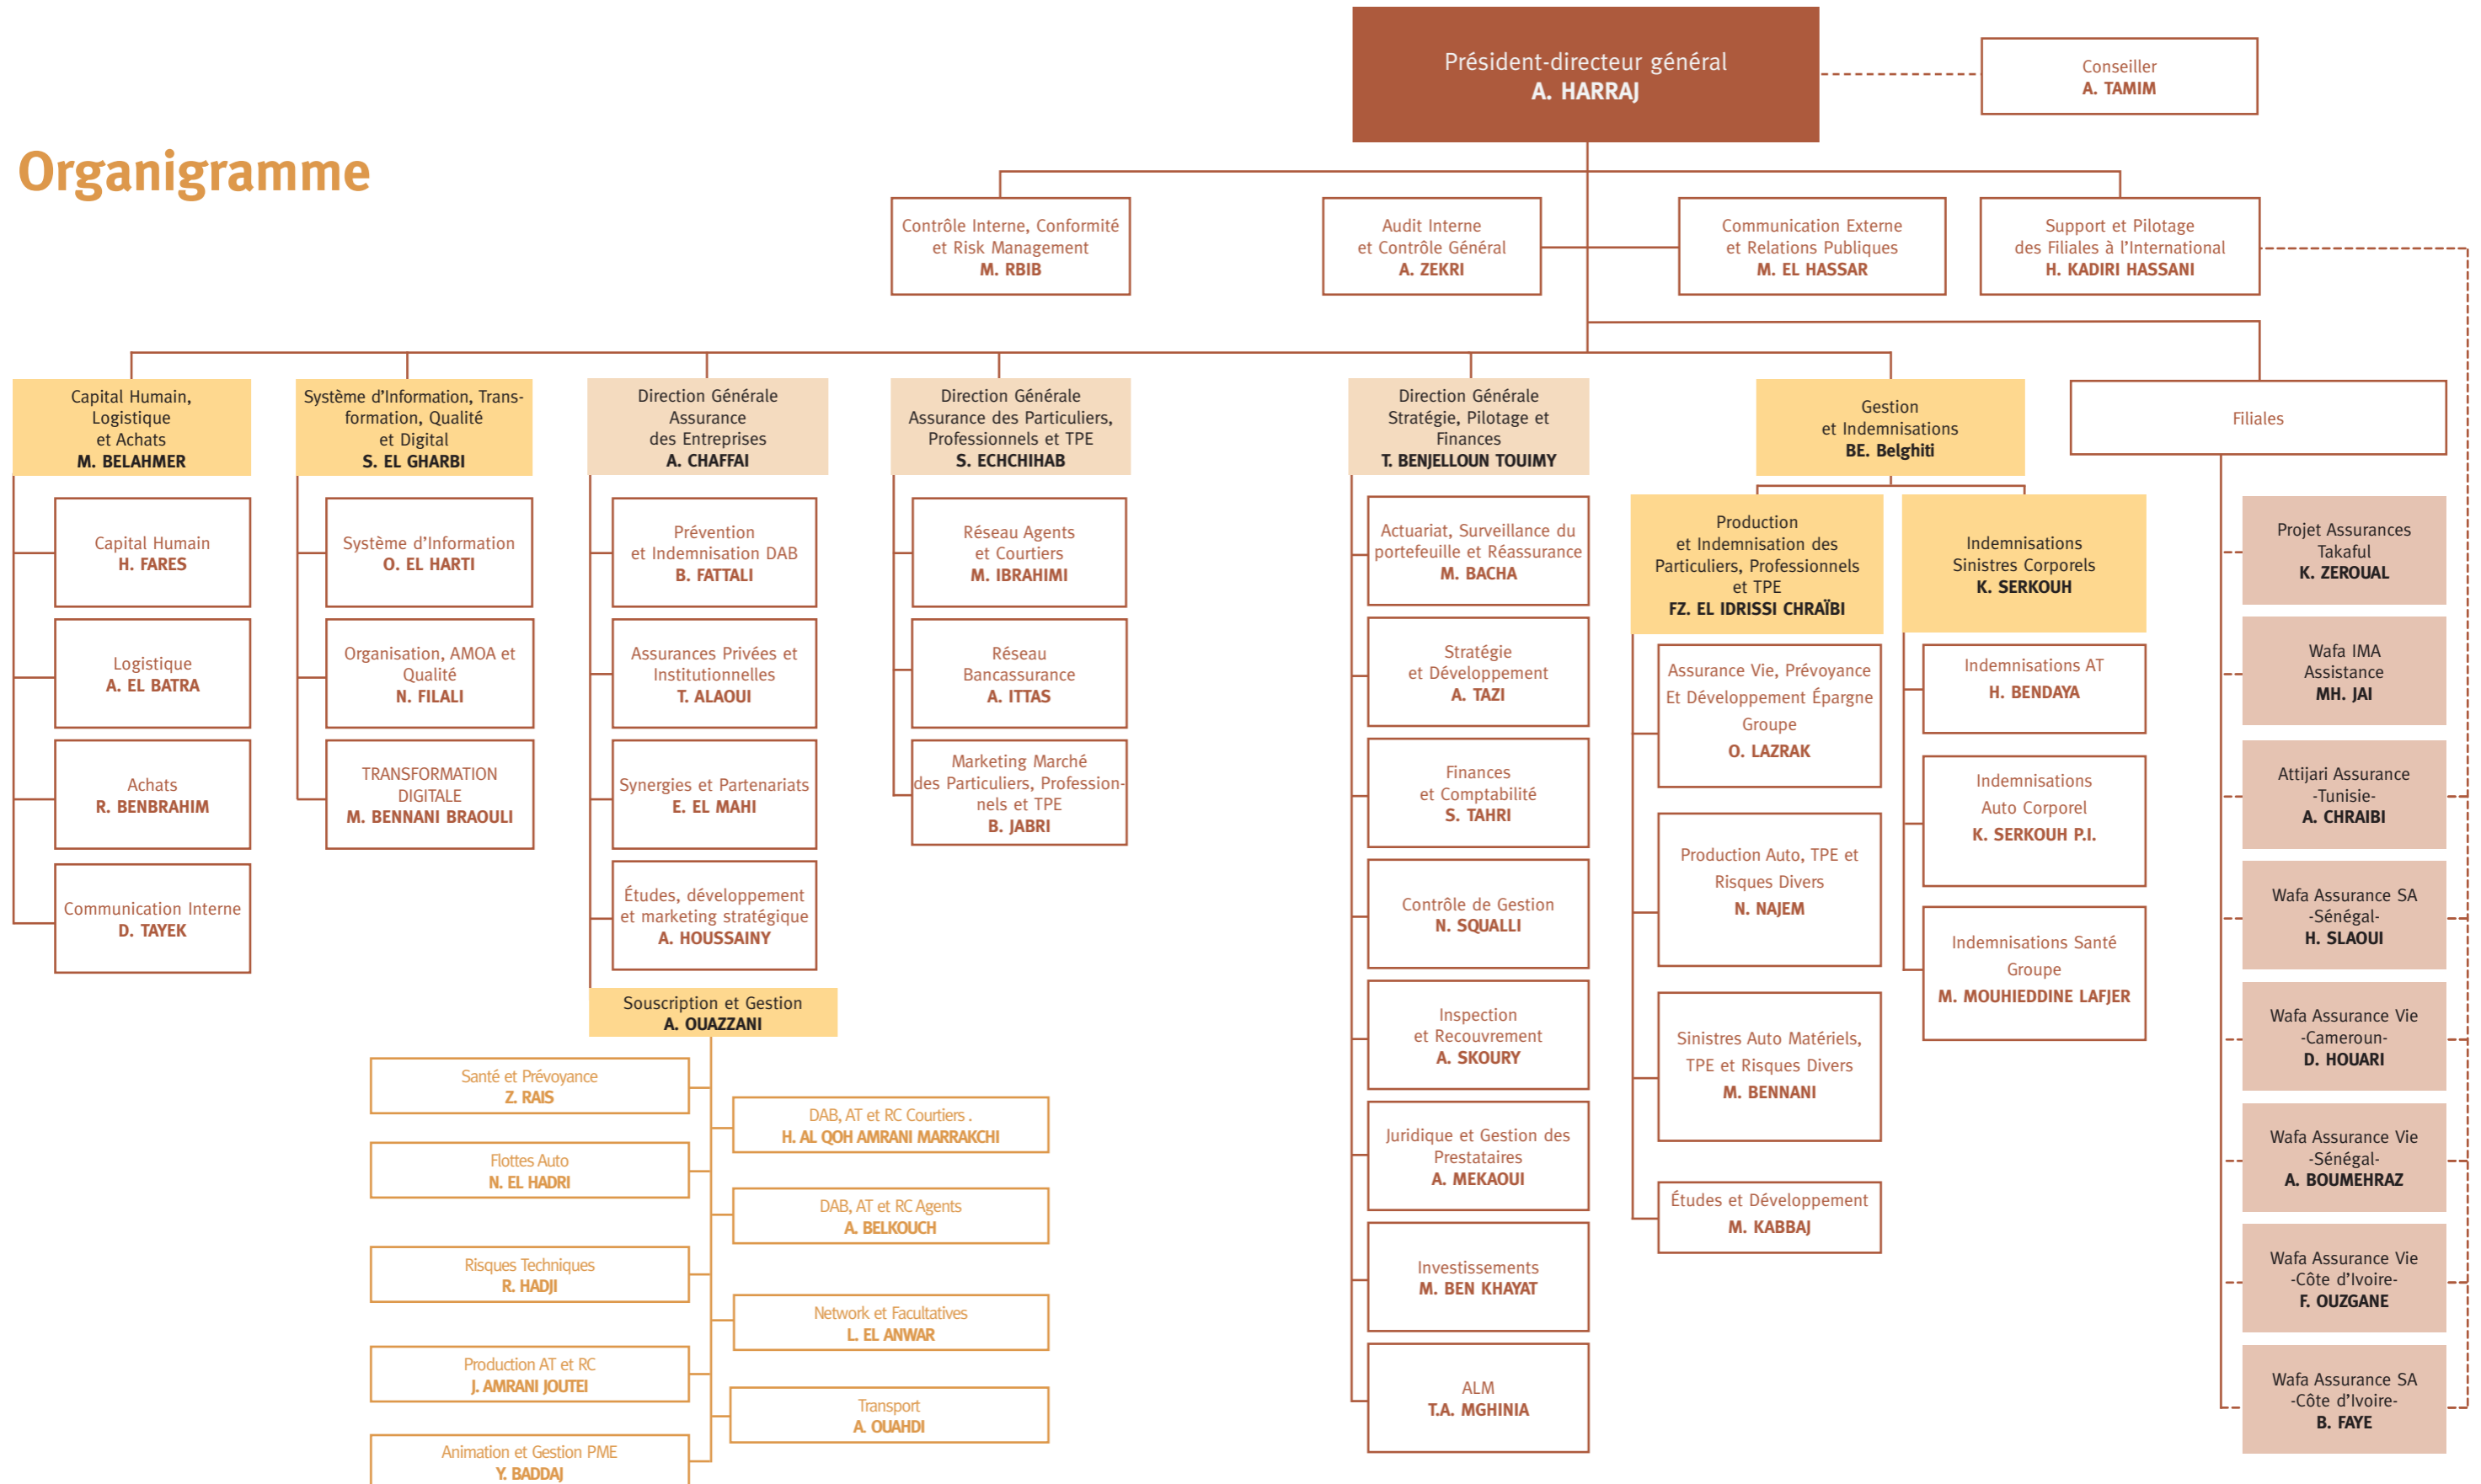 Organigramme
Président-directeur général
A. HARRAJ
Conseiller
A. TAMIM
Contrôle Interne, Conformité
et Risk Management
M. RBIB
Audit Interne
et Contrôle Général
A. ZEKRI
Communication Externe
et Relations Publiques
M. EL HASSAR
Support et Pilotage
des Filiales à l'International
H. KADIRI HASSANI
Capital Humain,
Logistique
et Achats
M. BELAHMER
Capital Humain
H. FARES
Logistique
A. EL BATRA
Achats
R. BENBRAHIM
Communication Interne
D. TAYEK
Système d'Information, Trans-
formation, Qualité
et Digital
S. EL GHARBI
Système d'Information
O. EL HARTI
Organisation, AMOA et
Qualité
N. FILALI
TRANSFORMATION
DIGITALE
M. BENNANI BRAOULI
Direction Générale
Assurance
des Entreprises
A. CHAFFAI
Prévention
et Indemnisation DAB
B. FATTALI
Assurances Privées et
Institutionnelles
T. ALAOUI
Synergies et Partenariats
E. EL MAHI
Études, développement
et marketing stratégique
A. HOUSSAINY
Souscription et Gestion
A. OUAZZANI
Santé et Prévoyance
Z. RAIS
DAB, AT et RC Courtiers .
H. AL QOH AMRANI MARRAKCHI
Flottes Auto
N. EL HADRI
DAB, AT et RC Agents
A. BELKOUCH
Risques Techniques
R. HADJI
Network et Facultatives
L. EL ANWAR
Production AT et RC
J. AMRANI JOUTEI
Transport
A. OUAHDI
Animation et Gestion PME
Y. BADDAJ
Direction Générale
Assurance des Particuliers,
Professionnels et TPE
S. ECHCHIHAB
Réseau Agents
et Courtiers
M. IBRAHIMI
Réseau
Bancassurance
A. ITTAS
Marketing Marché
des Particuliers, Profession-
nels et TPE
B. JABRI
Direction Générale
Stratégie, Pilotage et
Finances
T. BENJELLOUN TOUIMY
Actuariat, Surveillance du
portefeuille et Réassurance
M. BACHA
Stratégie
et Développement
A. TAZI
Finances
et Comptabilité
S. TAHRI
Contrôle de Gestion
N. SQUALLI
Inspection
et Recouvrement
A. SKOURY
Juridique et Gestion des
Prestataires
A. MEKAOUI
Investissements
M. BEN KHAYAT
ALM
T.A. MGHINIA
Gestion
et Indemnisations
BE. Belghiti
Production
et Indemnisation des
Particuliers, Professionnels
et TPE
FZ. EL IDRISSI CHRAÏBI
Assurance Vie, Prévoyance
Et Développement Épargne
Groupe
O. LAZRAK
Production Auto, TPE et
Risques Divers
N. NAJEM
Sinistres Auto Matériels,
TPE et Risques Divers
M. BENNANI
Études et Développement
M. KABBAJ
Indemnisations
Sinistres Corporels
K. SERKOUH
Indemnisations AT
H. BENDAYA
Indemnisations
Auto Corporel
K. SERKOUH P.I.
Indemnisations Santé
Groupe
M. MOUHIEDDINE LAFJER
Filiales
Projet Assurances
Takaful
K. ZEROUAL
Wafa IMA
Assistance
MH. JAI
Attijari Assurance
-Tunisie-
A. CHRAIBI
Wafa Assurance SA
-Sénégal-
H. SLAOUI
Wafa Assurance Vie
-Cameroun-
D. HOUARI
Wafa Assurance Vie
-Sénégal-
A. BOUMEHRAZ
Wafa Assurance Vie
-Côte d'Ivoire-
F. OUZGANE
Wafa Assurance SA
-Côte d'Ivoire-
B. FAYE